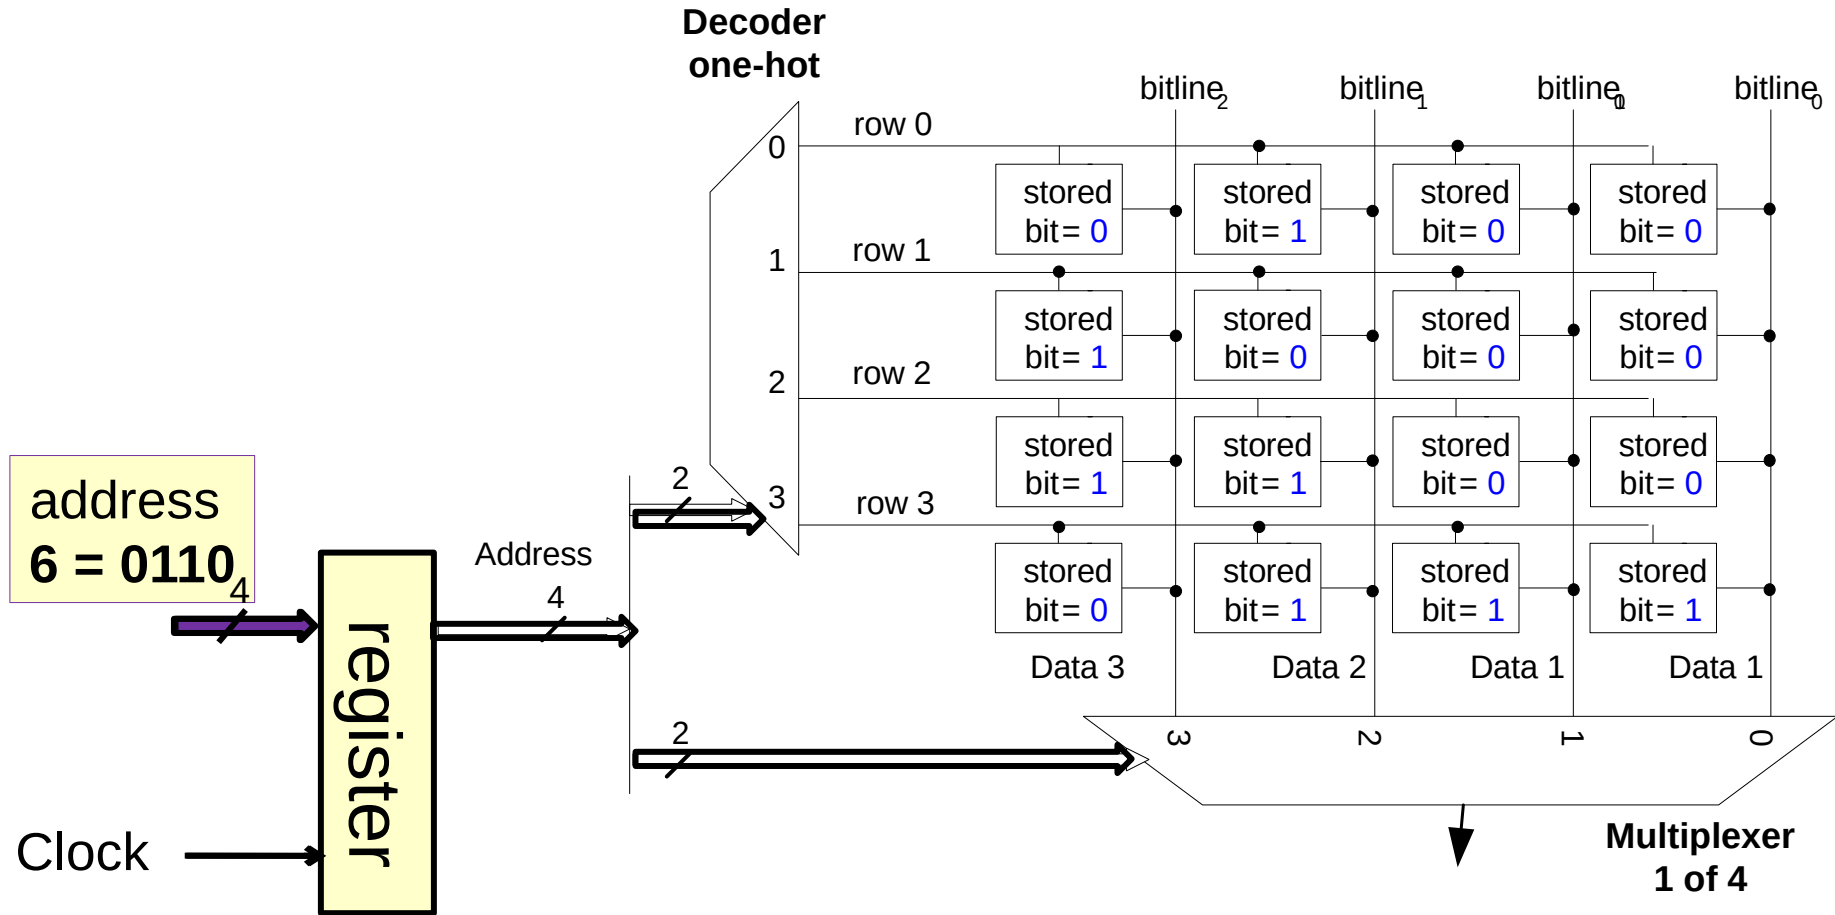 Decoder
one-hot
bitline2
bitline1
bitline0
bitline0
row 0
0
stored
bit= 0
stored
bit= 1
stored
bit= 0
stored
bit= 0
row 1
1
stored
bit= 1
stored
bit= 0
stored
bit= 0
stored
bit= 0
row 2
2
stored
bit= 1
stored
bit= 1
stored
bit= 0
stored
bit= 0
row 3
3
stored
bit= 0
stored
bit= 1
stored
bit= 1
stored
bit= 1
address
6 = 0110
4
register
Address
4
2
2
Data 3
Data 2
Data 1
Data 1
3
2
1
0
Clock
Multiplexer
1 of 4